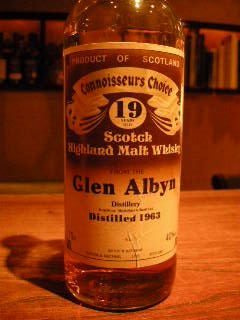 PRODUCT OF SCOTLAND
Connoisseurs Choice
19
YEARS
OLD
Scotch
Highland Malt Whisky
FROM THE
Glen Albyn
Distillery
Distilled 1963